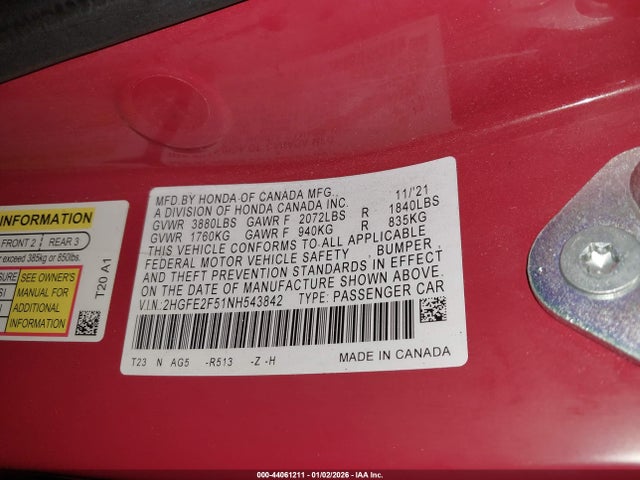 MFD.BY HONDA OF CANADA MFG., 11/'21
A DIVISION OF HONDA CANADA INC.
GVWR 3880LBS GAWR F 2072LBS R 1840LBS
GVWR 1760KG GAWR F 940KG R 835KG
THIS VEHICLE CONFORMS TO ALL APPLICABLE
FEDERAL MOTOR VEHICLE SAFETY , BUMPER ,
AND THEFT PREVENTION STANDARDS IN EFFECT
ON THE DATE OF MANUFACTURE SHOWN ABOVE.
V.I.N.:2HGFE2F51NH543842 TYPE: PASSENGER CAR
T23 N AG5 -R513 -Z -H MADE IN CANADA
INFORMATION
FRONT 2 REAR 3
exceed 385kg or 850lbs.
SEE OWNER'S
MANUAL FOR
ADDITIONAL
INFORMATION
T20 A1
000-44061211 - 01/02/2026 - IAA Inc.